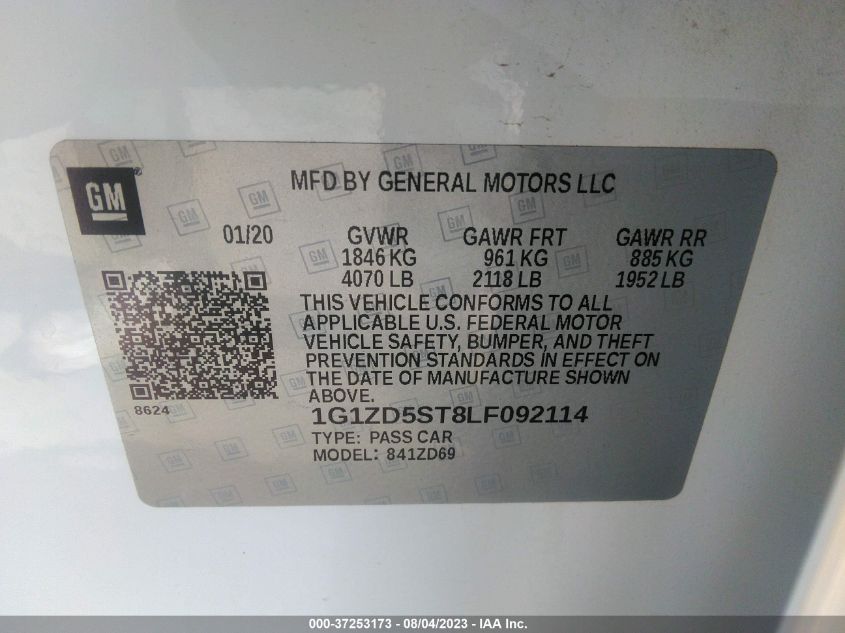 GM
MFD BY GENERAL MOTORS LLC
01/20 GVWR GAWR FRT GAWR RR
1846 KG 961 KG 885 KG
4070 LB 2118 LB 1952 LB
THIS VEHICLE CONFORMS TO ALL
APPLICABLE U.S. FEDERAL MOTOR
VEHICLE SAFETY, BUMPER, AND THEFT
PREVENTION STANDARDS IN EFFECT ON
THE DATE OF MANUFACTURE SHOWN
ABOVE.
8624
1G1ZD5ST8LF092114
TYPE: PASS CAR
MODEL: 841ZD69
000-37253173 - 08/04/2023 - IAA Inc.